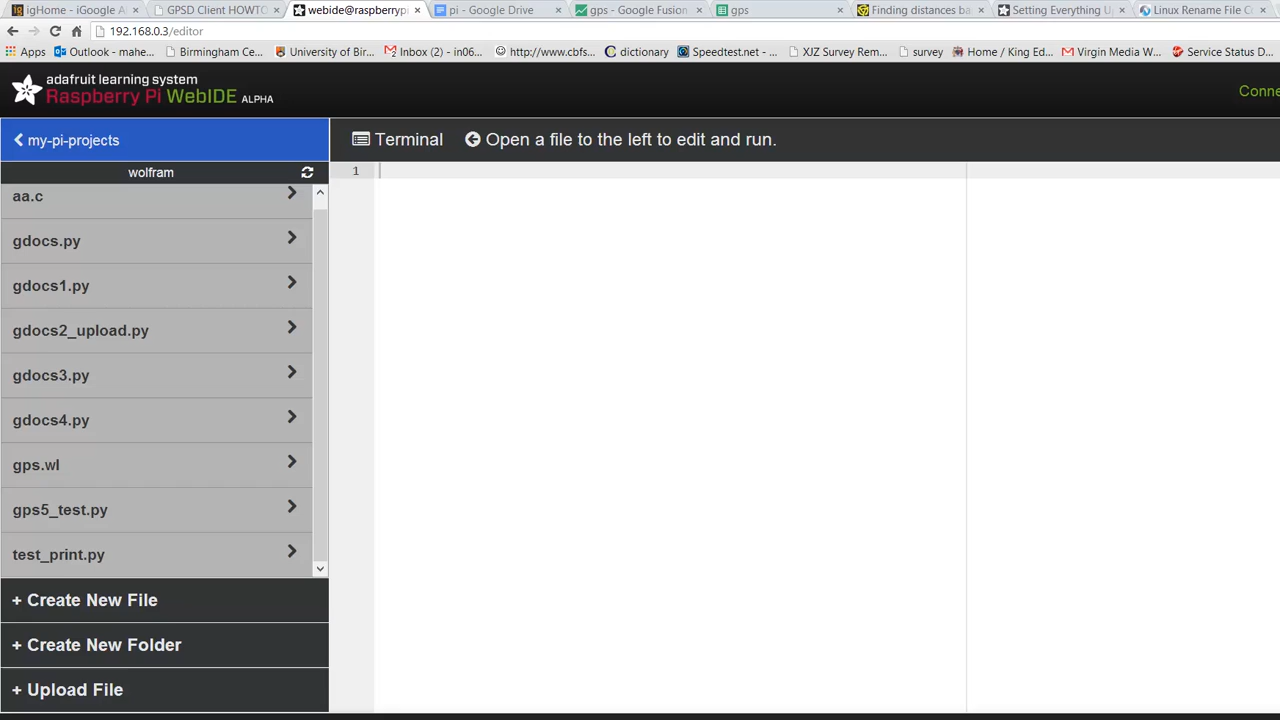 igHome - iGoogle A
GPSD Client HOWTO
webide@raspberrypi
pi - Google Drive
gps - Google Fusion
gps
Finding distances ba
Setting Everything U
Linux Rename File C
192.168.0.3/editor
Apps
Outlook - mahe...
Birmingham Cen...
University of Bir...
Inbox (2) - in06...
http://www.cbfs...
dictionary
Speedtest.net - ...
XJZ Survey Rem...
survey
Home / King Ed...
Virgin Media W...
Service Status D...
adafruit learning system
Raspberry Pi WebIDE ALPHA
Conne
my-pi-projects
Terminal
Open a file to the left to edit and run.
wolfram
1
aa.c
gdocs.py
gdocs1.py
gdocs2_upload.py
gdocs3.py
gdocs4.py
gps.wl
gps5_test.py
test_print.py
+ Create New File
+ Create New Folder
+ Upload File